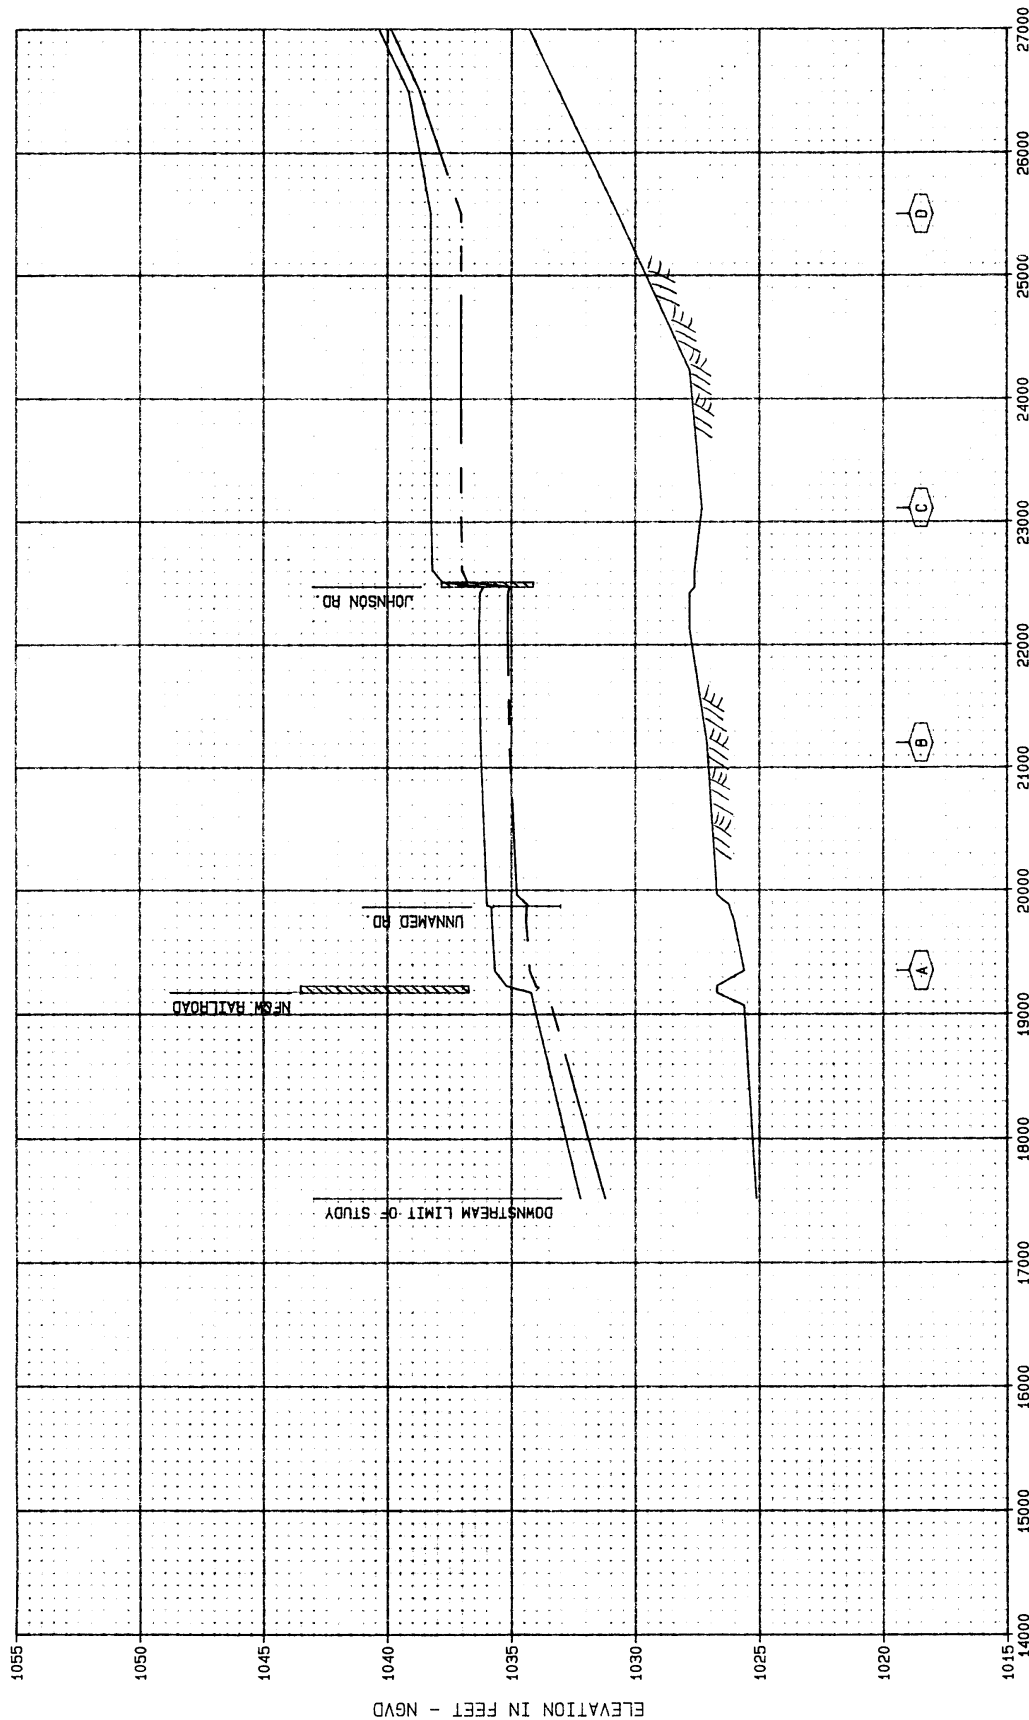 1055
1050
1045
1040
1035
1030
1025
1020
1015
ELEVATION IN FEET - NGVD
14000
15000
16000
17000
18000
19000
20000
21000
22000
23000
24000
25000
26000
27000
DOWNSTREAM LIMIT OF STUDY
NF&W RAILROAD
UNNAMED RD.
JOHNSON RD.
A
B
C
D